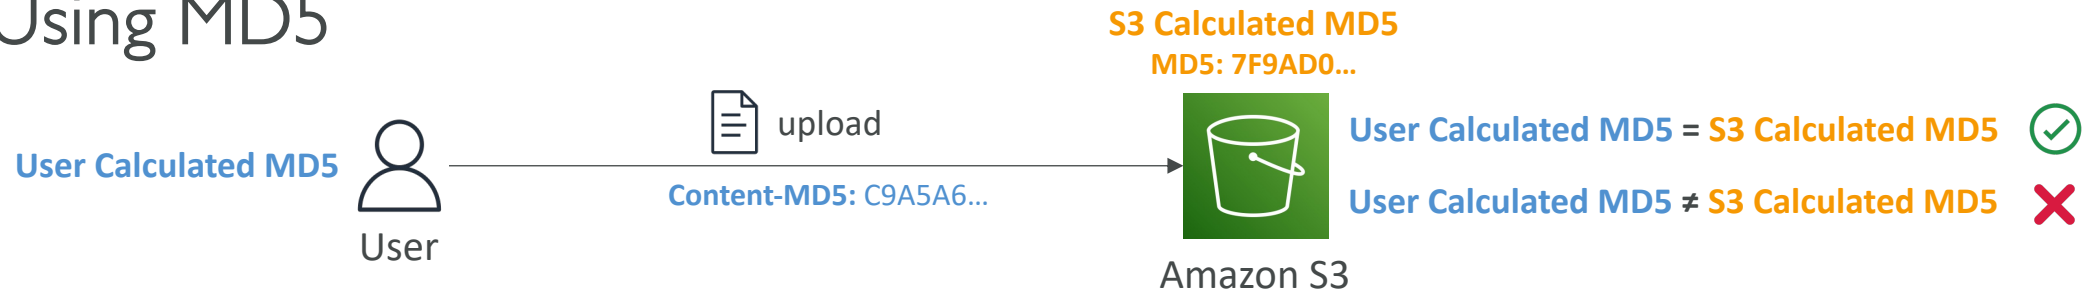 Using MD5
S3 Calculated MD5
MD5: 7F9AD0...
upload
User Calculated MD5 = S3 Calculated MD5
User Calculated MD5
Content-MD5: C9A5A6...
User Calculated MD5 ≠ S3 Calculated MD5
User
Amazon S3